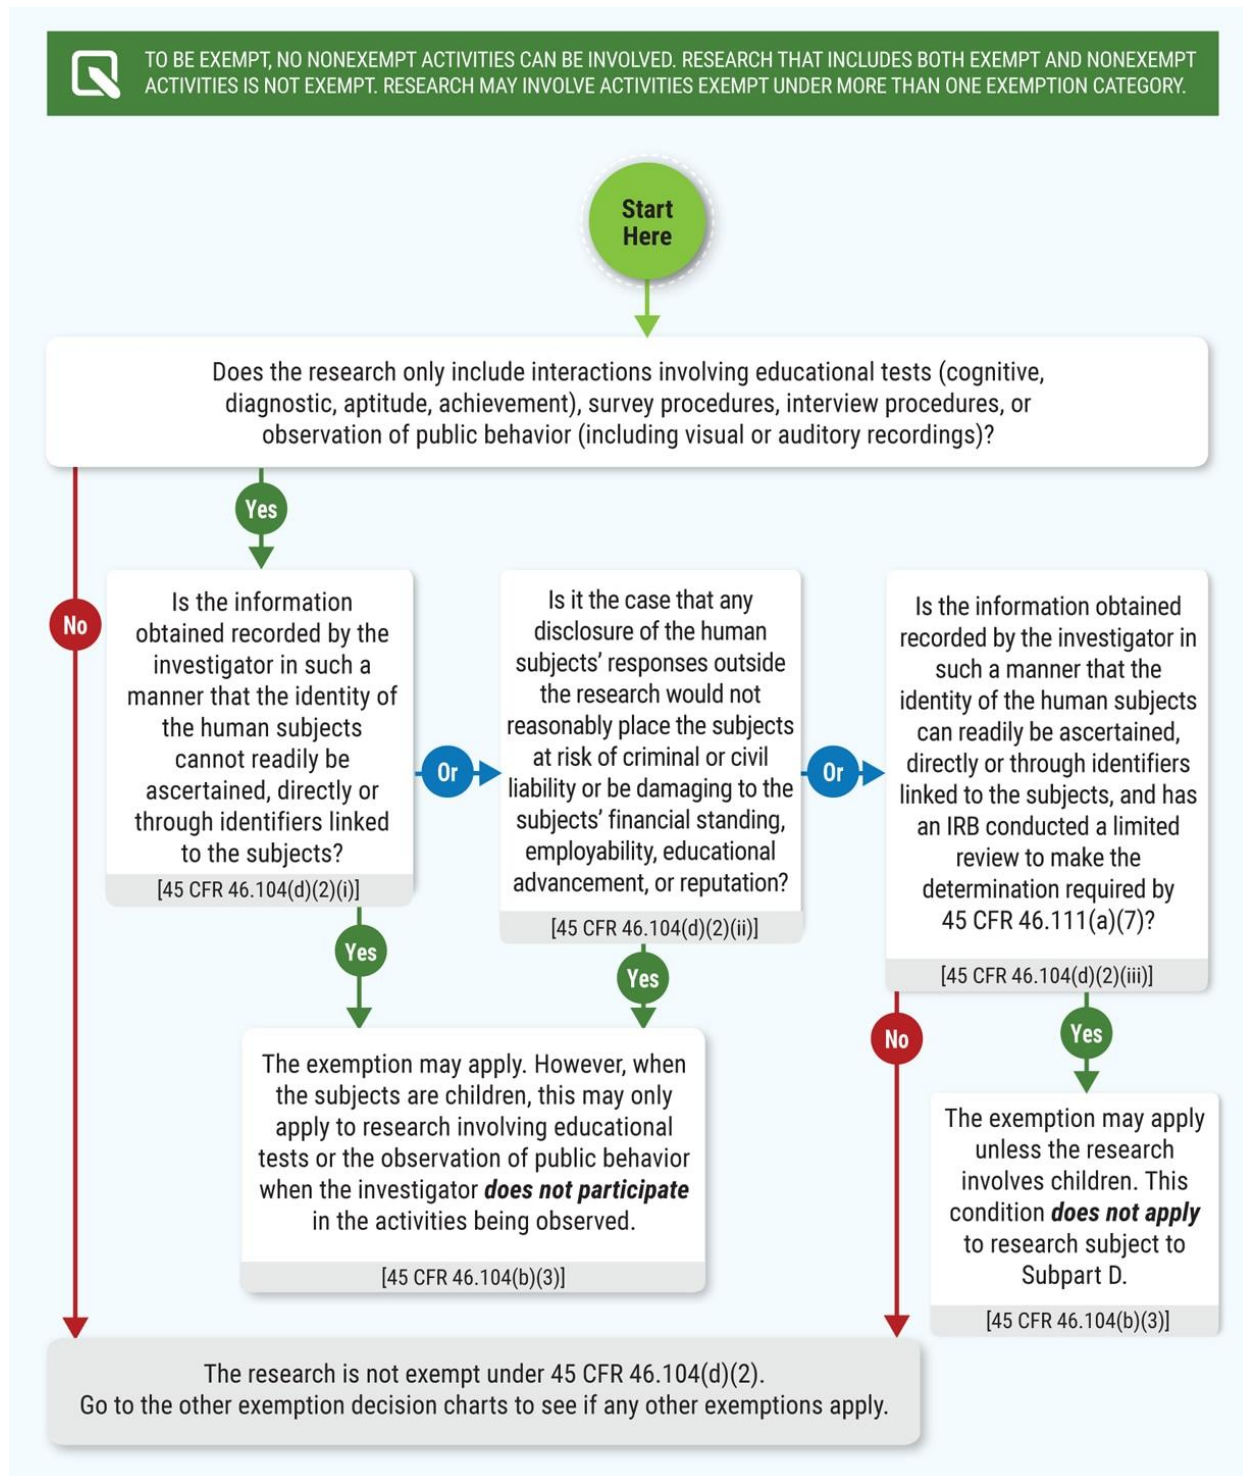 TO BE EXEMPT, NO NONEXEMPT ACTIVITIES CAN BE INVOLVED. RESEARCH THAT INCLUDES BOTH EXEMPT AND NONEXEMPT
ACTIVITIES IS NOT EXEMPT. RESEARCH MAY INVOLVE ACTIVITIES EXEMPT UNDER MORE THAN ONE EXEMPTION CATEGORY.
Start
Here
Does the research only include interactions involving educational tests (cognitive,
diagnostic, aptitude, achievement), survey procedures, interview procedures, or
observation of public behavior (including visual or auditory recordings)?
Yes
No
Is the information
obtained recorded by the
investigator in such a
manner that the identity of
the human subjects
cannot readily be
ascertained, directly or
through identifiers linked
to the subjects?
[45 CFR 46.104(d)(2)(i)]
Or
Is it the case that any
disclosure of the human
subjects' responses outside
the research would not
reasonably place the subjects
at risk of criminal or civil
liability or be damaging to the
subjects' financial standing,
employability, educational
advancement, or reputation?
[45 CFR 46.104(d)(2)(ii)]
Or
Is the information obtained
recorded by the investigator in
such a manner that the
identity of the human subjects
can readily be ascertained,
directly or through identifiers
linked to the subjects, and has
an IRB conducted a limited
review to make the
determination required by
45 CFR 46.111(a)(7)?
[45 CFR 46.104(d)(2)(iii)]
Yes
Yes
No
Yes
The exemption may apply. However, when
the subjects are children, this may only
apply to research involving educational
tests or the observation of public behavior
when the investigator does not participate
in the activities being observed.
[45 CFR 46.104(b)(3)]
The exemption may apply
unless the research
involves children. This
condition does not apply
to research subject to
Subpart D.
[45 CFR 46.104(b)(3)]
The research is not exempt under 45 CFR 46.104(d)(2).
Go to the other exemption decision charts to see if any other exemptions apply.